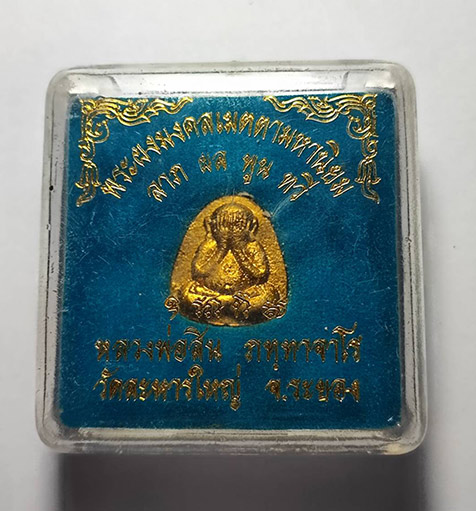 พระผงมงคลเมตตามหานิยม
ลาภ ผล พูน ทวี
หลวงพ่อสิน ภทฺทาจาโร
วัดละหารใหญ่ จ.ระยอง